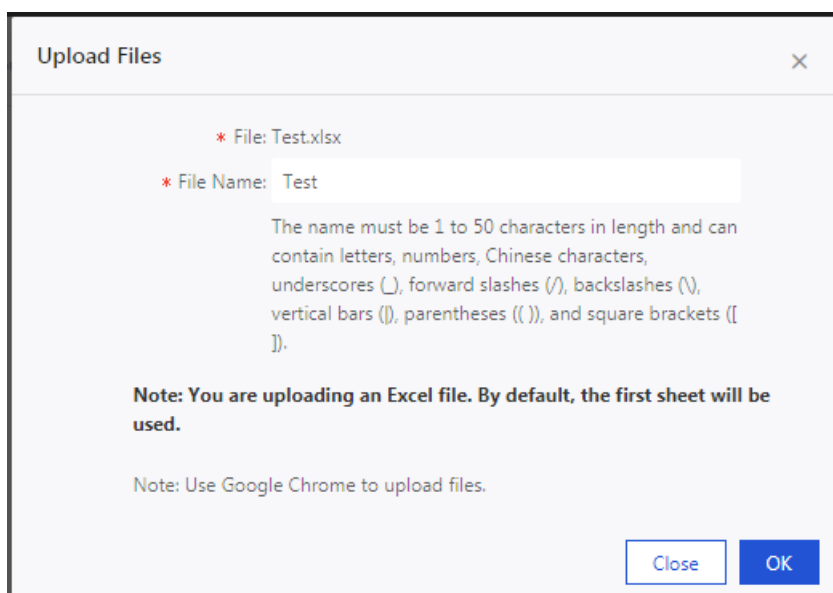 Upload Files
* File: Test.xlsx
* File Name: Test
The name must be 1 to 50 characters in length and can
contain letters, numbers, Chinese characters,
underscores (_), forward slashes (/), backslashes (\),
vertical bars (|), parentheses (( )), and square brackets ([
]).
Note: You are uploading an Excel file. By default, the first sheet will be
used.
Note: Use Google Chrome to upload files.
Close OK